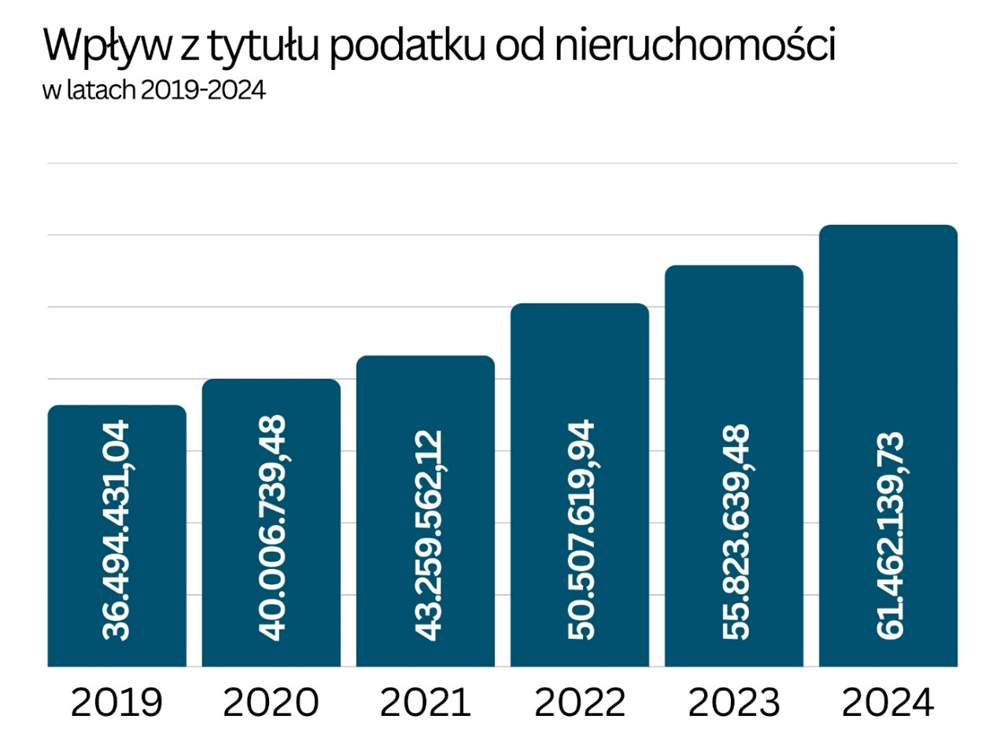 Wpływ z tytułu podatku od nieruchomości
w latach 2019-2024
36.494.431,04
40.006.739,48
43.259.562,12
50.507.619,94
55.823.639,48
61.462.139,73
2019 2020 2021 2022 2023 2024